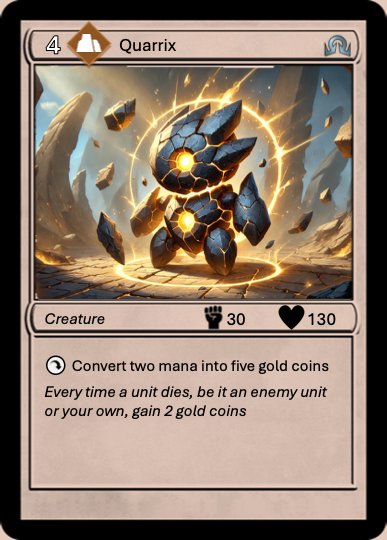 4 Quarrix
Creature 30 130
Convert two mana into five gold coins
Every time a unit dies, be it an enemy unit
or your own, gain 2 gold coins